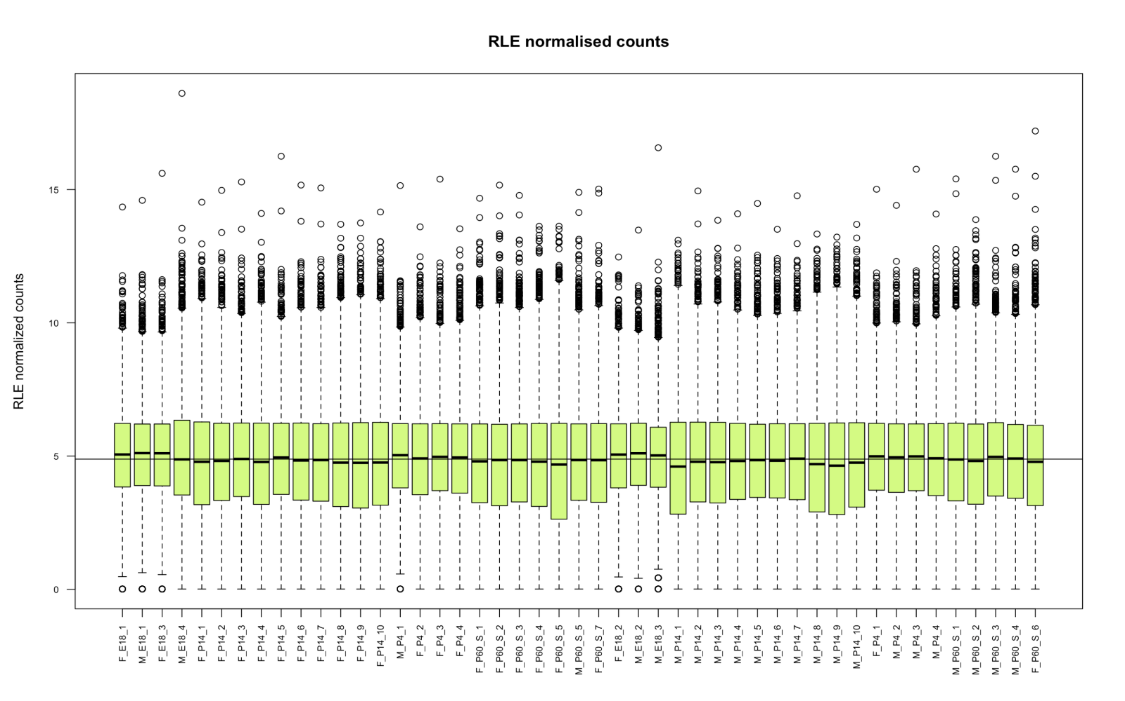 RLE normalised counts
RLE normalized counts
15
10
5
0
F_E18_1
M_E18_1
F_E18_3
M_E18_4
F_P14_1
F_P14_2
F_P14_3
F_P14_4
F_P14_5
F_P14_6
F_P14_7
F_P14_8
F_P14_9
F_P14_10
M_P4_1
F_P4_2
F_P4_3
F_P4_4
F_P60_S_1
F_P60_S_2
F_P60_S_3
F_P60_S_4
F_P60_S_5
M_P60_S_5
F_P60_S_7
F_E18_2
M_E18_2
M_E18_3
M_P14_1
M_P14_2
M_P14_3
M_P14_4
M_P14_5
M_P14_6
M_P14_7
M_P14_8
M_P14_9
M_P14_10
F_P4_1
M_P4_2
M_P4_3
M_P4_4
M_P60_S_1
M_P60_S_2
M_P60_S_3
M_P60_S_4
F_P60_S_6